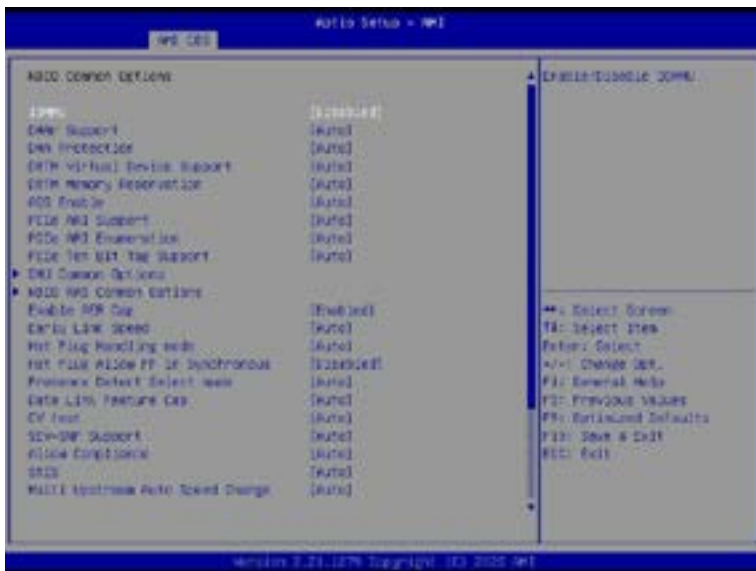 Aptio Setup - AMI
AMD CBS
NBIO Common Options
IOMMU [Disabled]
DMAr Support [Auto]
DMA Protection [Auto]
DRTM Virtual Device Support [Auto]
DRTM Memory Reservation [Auto]
ACS Enable [Auto]
PCIe ARI Support [Auto]
PCIe ARI Enumeration [Auto]
PCIe Ten Bit Tag Support [Auto]
SMU Common Options
NBIO RAS Common Options
Enable AER Cap [Enabled]
Early Link Speed [Auto]
Hot Plug Handling mode [Auto]
Hot Plug Allow FF in Synchronous [Disabled]
Presence Detect Select mode [Auto]
Data Link Feature Cap [Auto]
CV test [Auto]
SEV-SNP Support [Auto]
Allow Compliance [Auto]
SRIS [Auto]
Multi Upstream Auto Speed Change [Auto]
Enable/Disable IOMMU
: Select Screen
: Select Item
Enter: Select
+/-: Change Opt.
F1: General Help
F2: Previous Values
F9: Optimized Defaults
F10: Save & Exit
ESC: Exit
Version Copyright (C) 2025 AMI